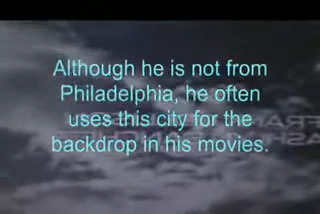 Although he is not from
Philadelphia, he often
uses this city for the
backdrop in his movies.